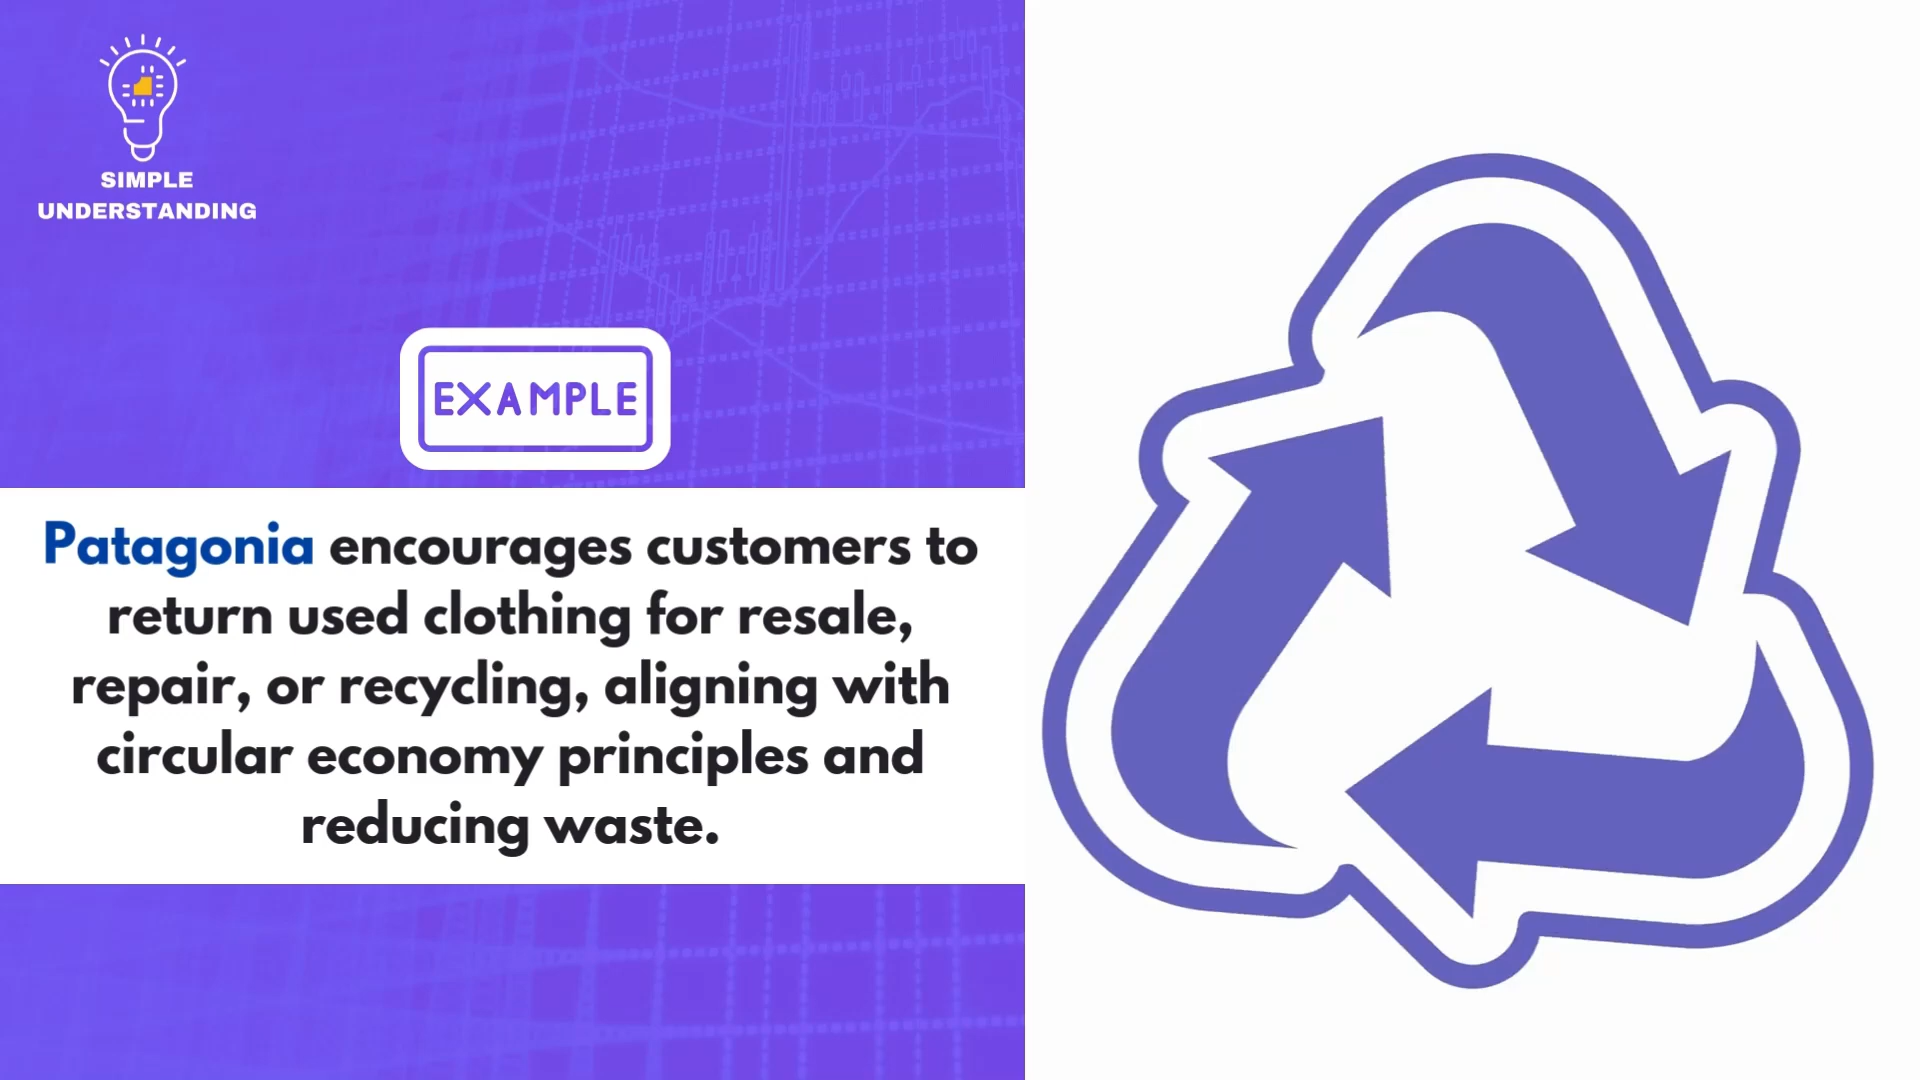 SIMPLE
UNDERSTANDING
EXAMPLE
Patagonia encourages customers to
return used clothing for resale,
repair, or recycling, aligning with
circular economy principles and
reducing waste.